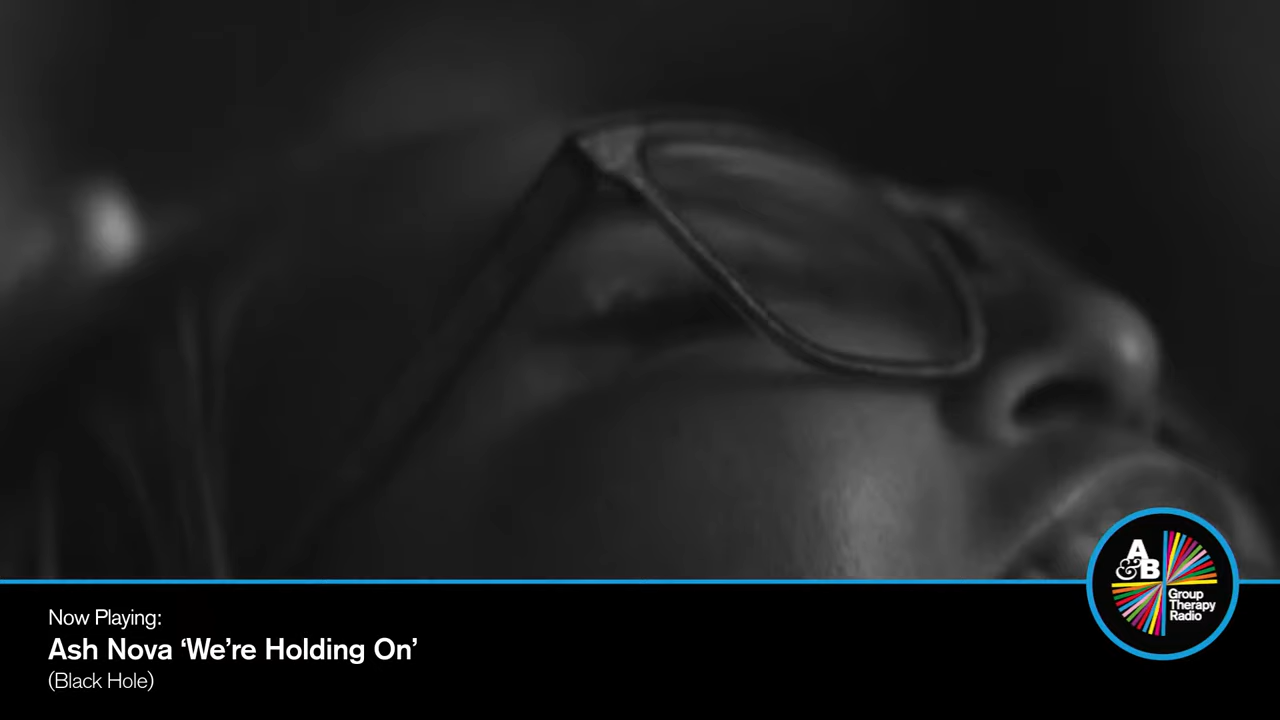 Now Playing:
Ash Nova ‘We’re Holding On’
(Black Hole)
A
&B
Group
Therapy
Radio